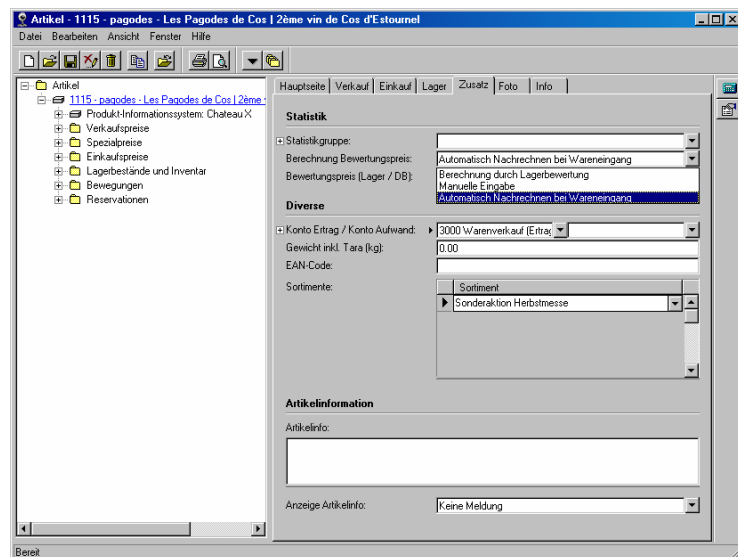 Artikel - 1115 - pagodes - Les Pagodes de Cos | 2ème vin de Cos d'Estournel
Datei Bearbeiten Ansicht Fenster Hilfe
Artikel
1115 - pagodes - Les Pagodes de Cos | 2ème
Produkt-Informationssystem: Chateau X
Verkaufspreise
Spezialpreise
Einkaufspreise
Lagerbestände und Inventar
Bewegungen
Reservationen
Hauptseite Verkauf Einkauf Lager Zusatz Foto Info
Statistik
Statistikgruppe:
Berechnung Bewertungspreis: Automatisch Nachrechnen bei Wareneingang
Bewertungspreis (Lager / DB): Berechnung durch Lagerbewertung
Manuelle Eingabe
Automatisch Nachrechnen bei Wareneingang
Diverse
Konto Ertrag / Konto Aufwand: 3000 Warenverkauf (Ertrag
Gewicht inkl. Tara (kg): 0.00
EAN-Code:
Sortimente: Sortiment
Sonderaktion Herbstmesse
Artikelinformation
Artikelinfo:
Anzeige Artikelinfo: Keine Meldung
Bereit